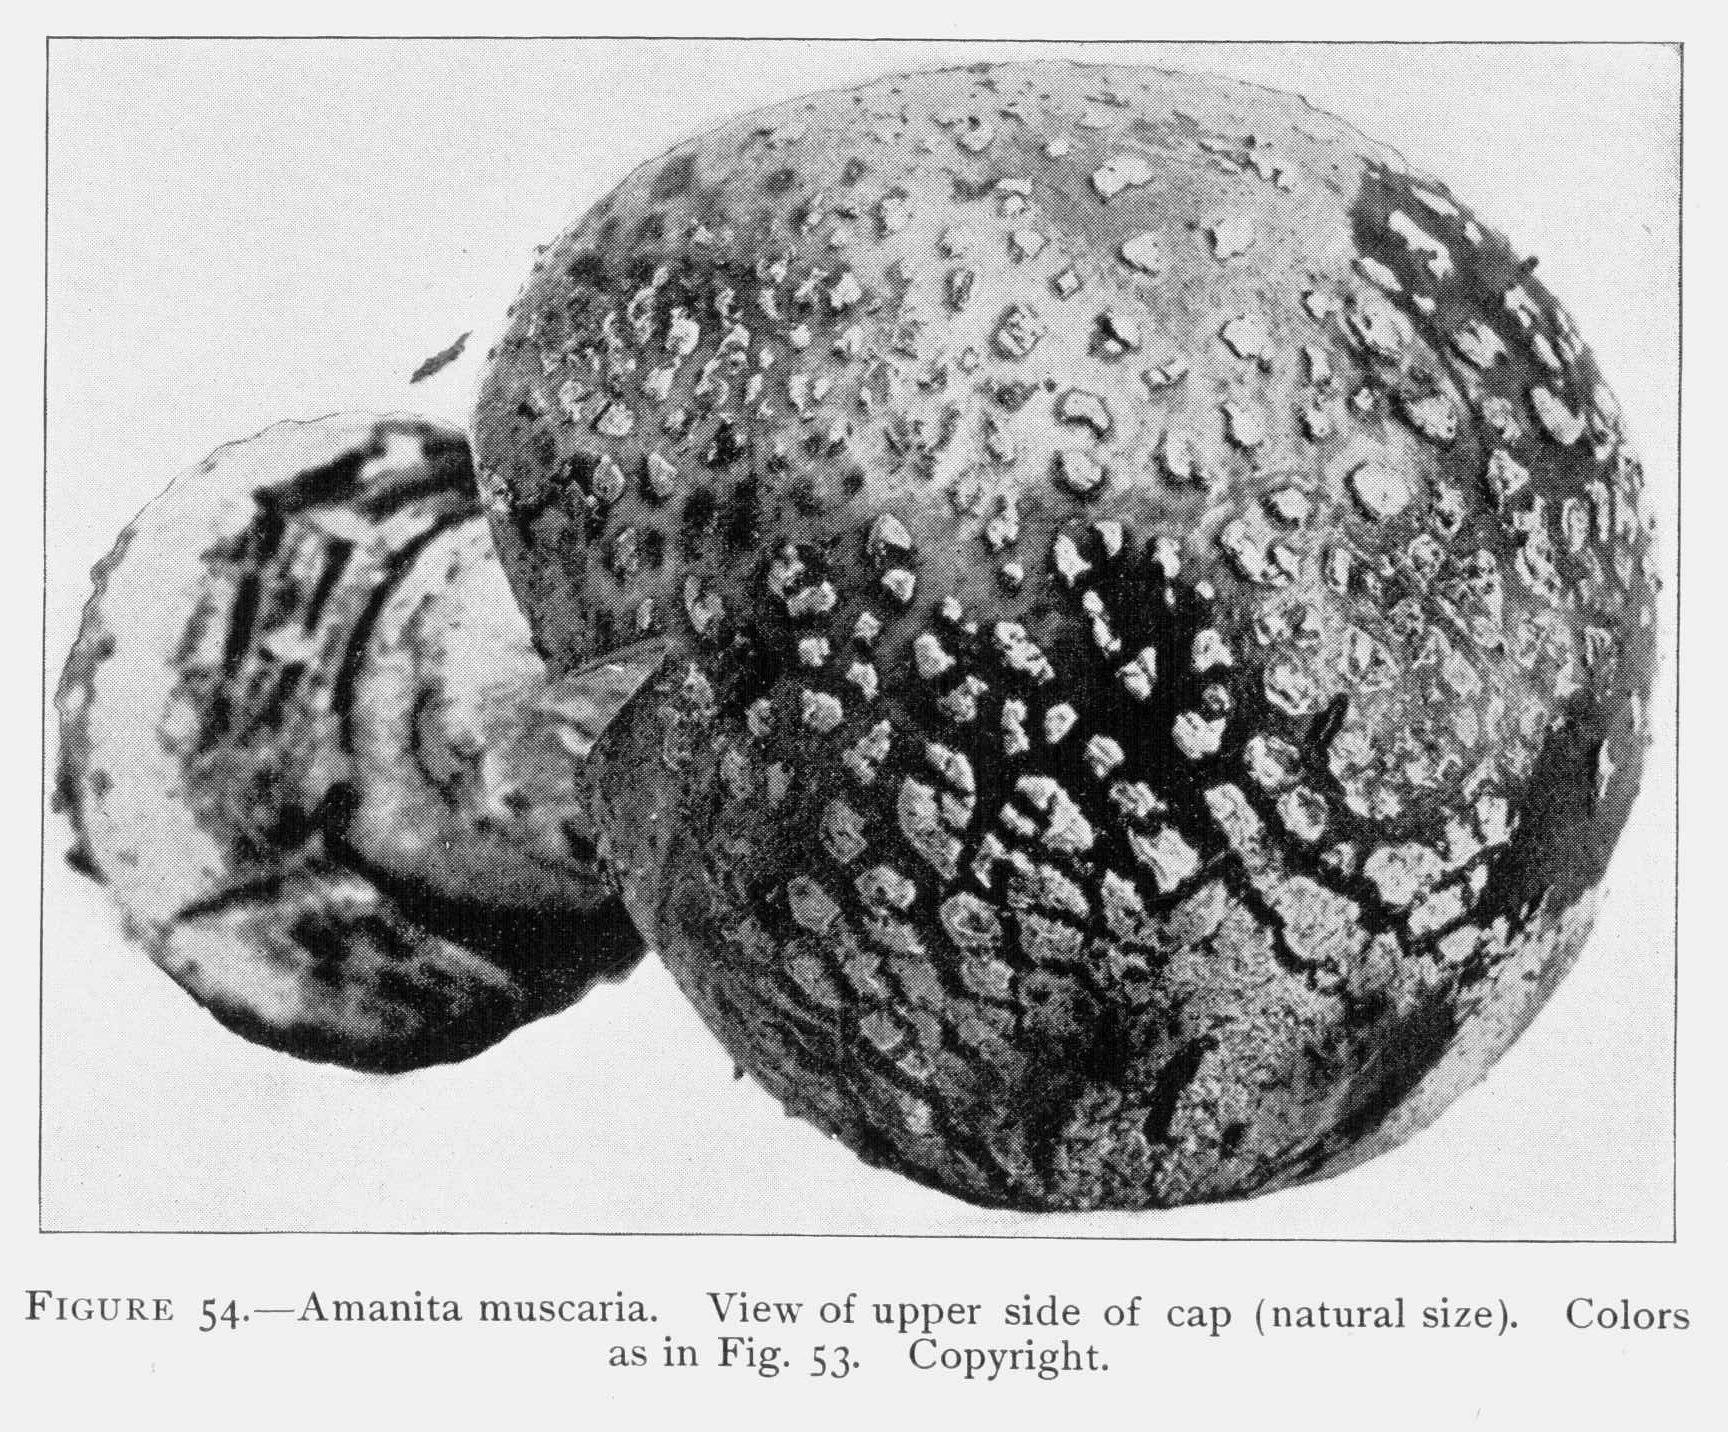 FIGURE 54.—Amanita muscaria. View of upper side of cap (natural size). Colors
as in Fig. 53. Copyright.